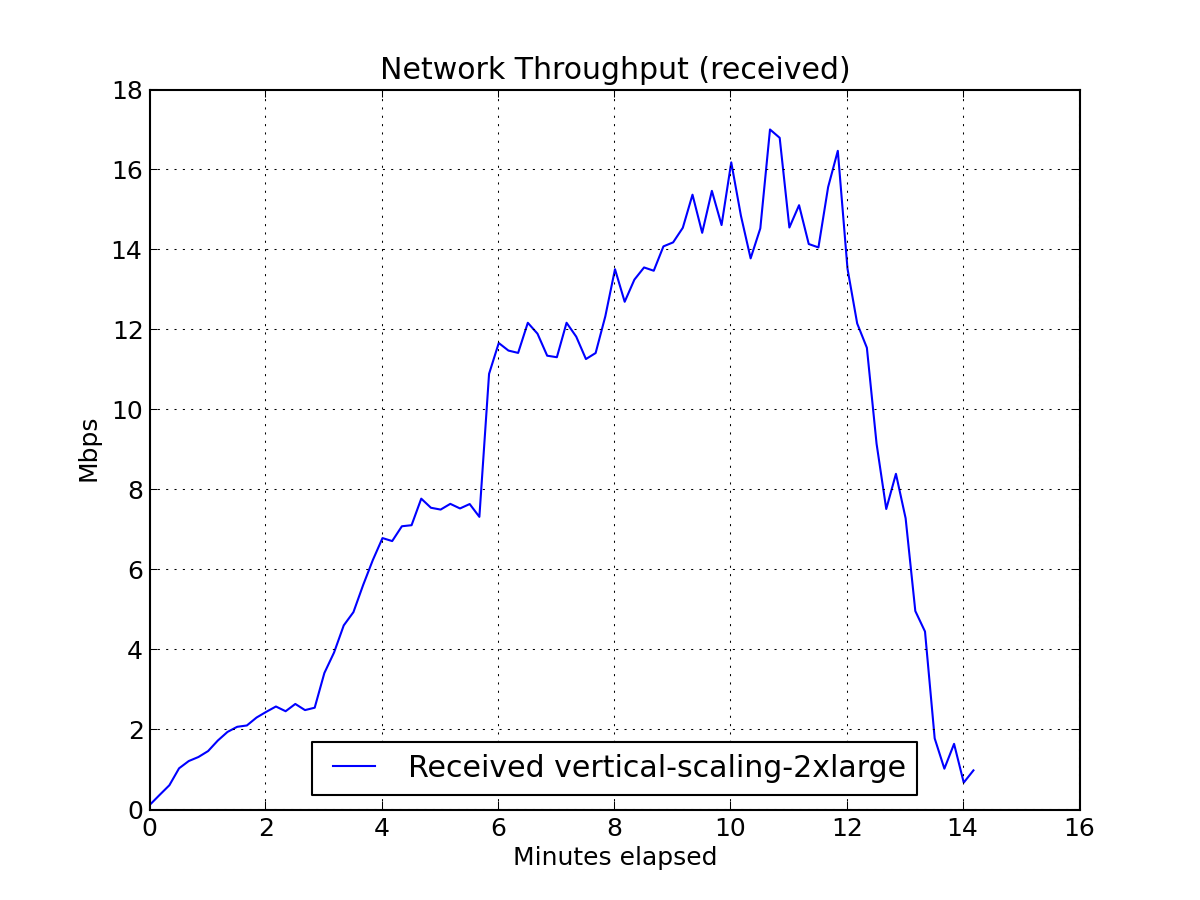 Network Throughput (received)
18
16
14
12
10
8
6
4
2
0
Mbps
Received vertical-scaling-2xlarge
0 2 4 6 8 10 12 14 16
Minutes elapsed